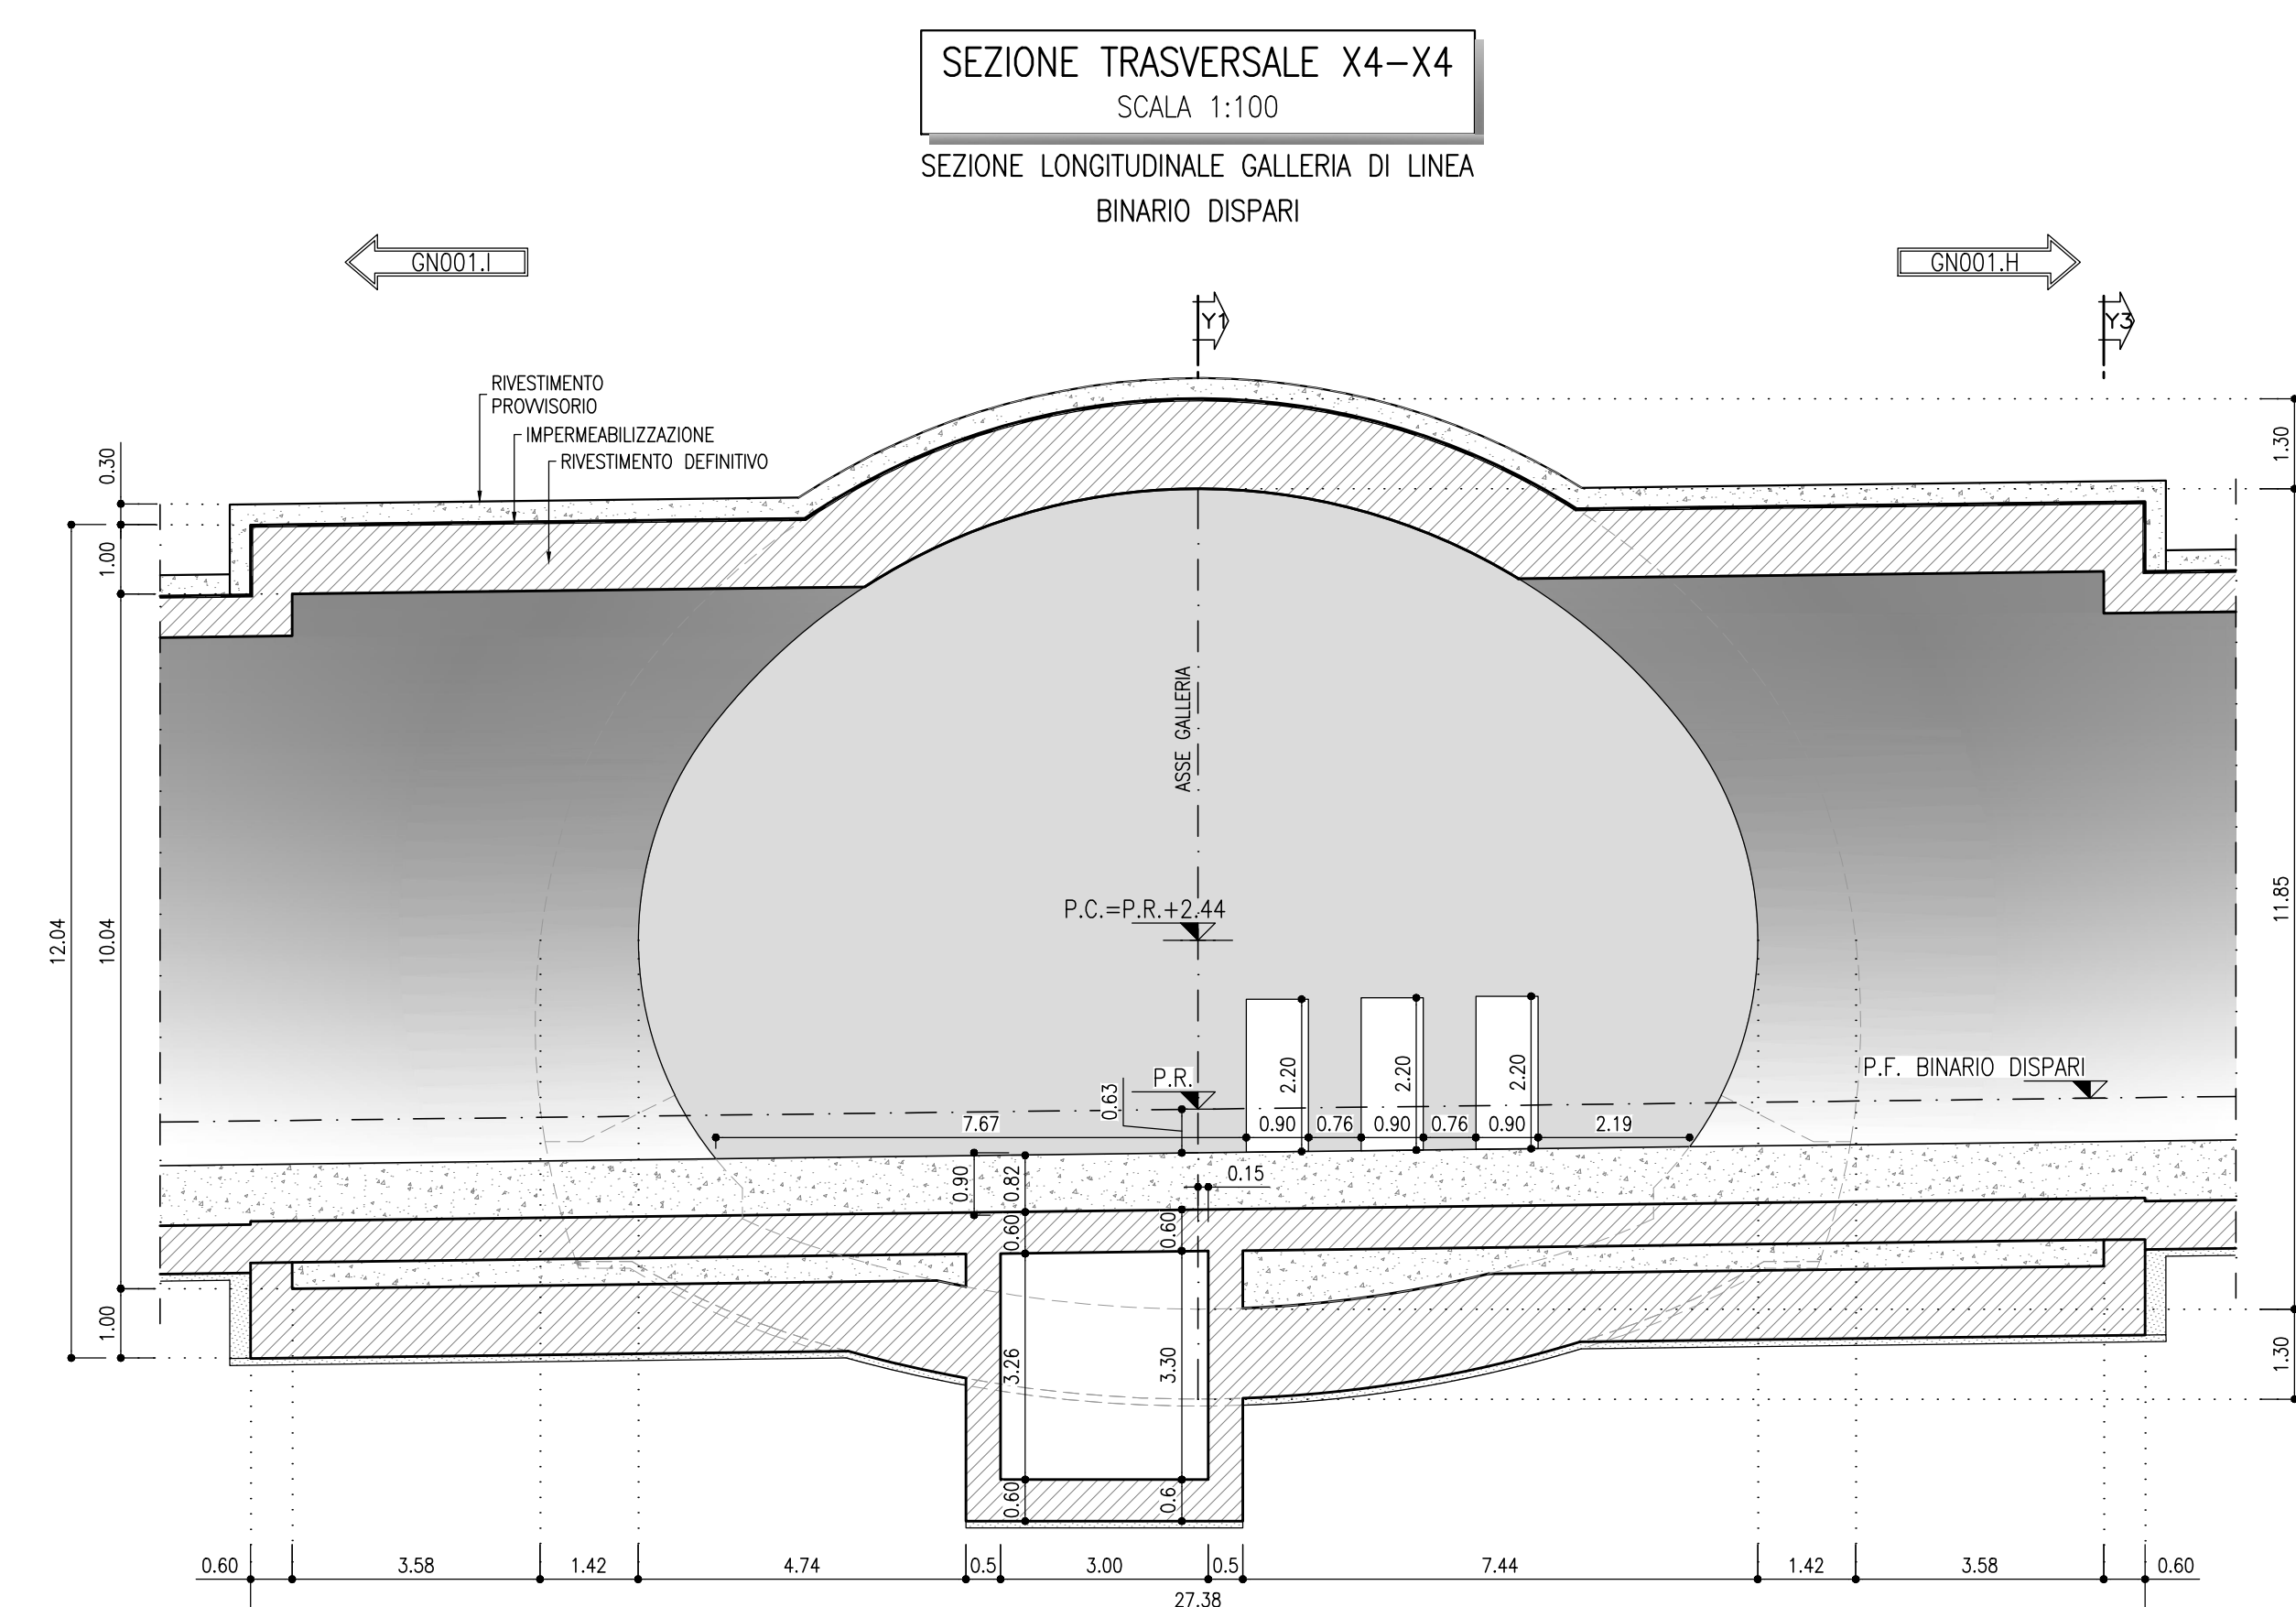 SEZIONE TRASVERSALE X4-X4
SCALA 1:100
SEZIONE LONGITUDINALE GALLERIA DI LINEA
BINARIO DISPARI
GN001.I
GN001.H
Y1
Y3
RIVESTIMENTO
PROVVISORIO
IMPERMEABILIZZAZIONE
RIVESTIMENTO DEFINITIVO
0.30
1.00
12.04
10.04
1.00
1.30
11.85
1.30
ASSE GALLERIA
P.C.=P.R.+2.44
P.R.
0.63
P.F. BINARIO DISPARI
2.20
2.20
2.20
7.67
0.90
0.76
0.90
0.76
0.90
2.19
0.90
0.82
0.15
0.60
0.60
3.26
3.30
0.60
0.6
0.60
3.58
1.42
4.74
0.5
3.00
0.5
7.44
1.42
3.58
0.60
27.38